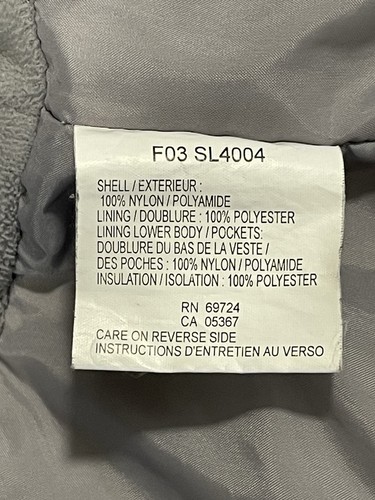 F03 SL4004
SHELL / EXTERIEUR :
100% NYLON / POLYAMIDE
LINING / DOUBLURE : 100% POLYESTER
LINING LOWER BODY / POCKETS:
DOUBLURE DU BAS DE LA VESTE /
DES POCHES : 100% NYLON / POLYAMIDE
INSULATION / ISOLATION : 100% POLYESTER
RN 69724
CA 05367
CARE ON REVERSE SIDE
INSTRUCTIONS D'ENTRETIEN AU VERSO